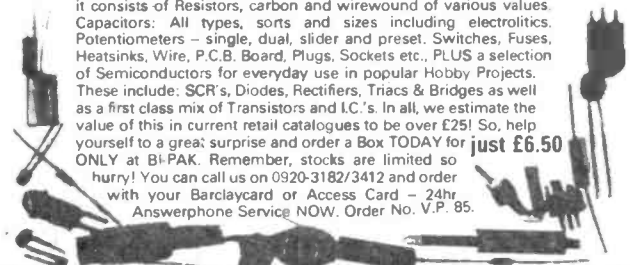 it consists of Resistors, carbon and wirewound of various values.
Capacitors: All types, sorts and sizes including electrolitics.
Potentiometers – single, dual, slider and preset. Switches, Fuses,
Heatsinks, Wire, P.C.B. Board, Plugs, Sockets etc., PLUS a selection
of Semiconductors for everyday use in popular Hobby Projects.
These include: SCR's, Diodes, Rectifiers, Triacs & Bridges as well
as a first class mix of Transistors and I.C.'s. In all, we estimate the
value of this in current retail catalogues to be over £25! So, help
yourself to a great surprise and order a Box TODAY for just £6.50
ONLY at BI-PAK. Remember, stocks are limited so
hurry! You can call us on 0920-3182/3412 and order
with your Barclaycard or Access Card – 24hr
Answerphone Service NOW. Order No. V.P. 85.